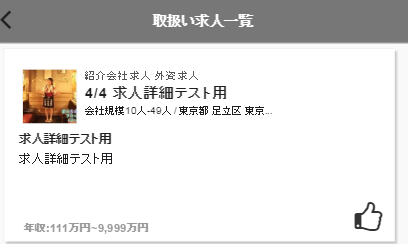 取扱い求人一覧
紹介会社求人 外資求人
4/4 求人詳細テスト用
会社規模10人-49人 / 東京都 足立区 東京...
求人詳細テスト用
求人詳細テスト用
年収:111万円~9,999万円